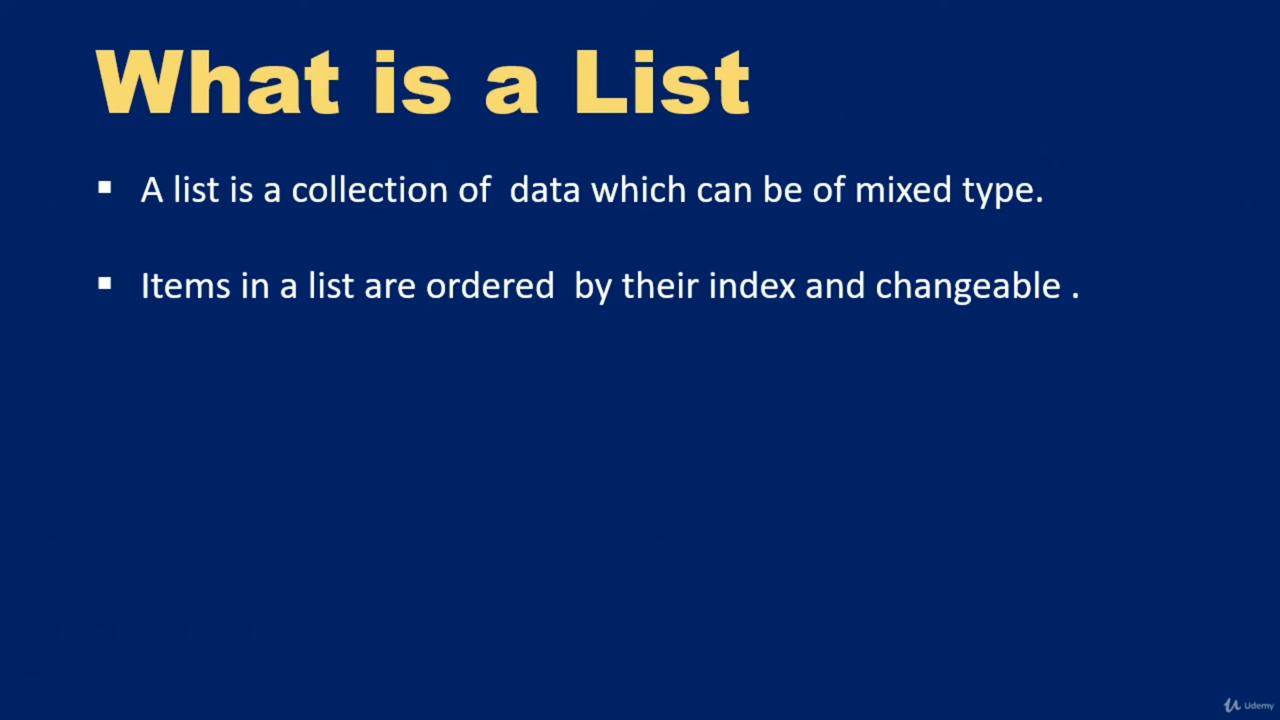 What is a List
▪ A list is a collection of  data which can be of mixed type.
▪ Items in a list are ordered  by their index and changeable .
Udemy